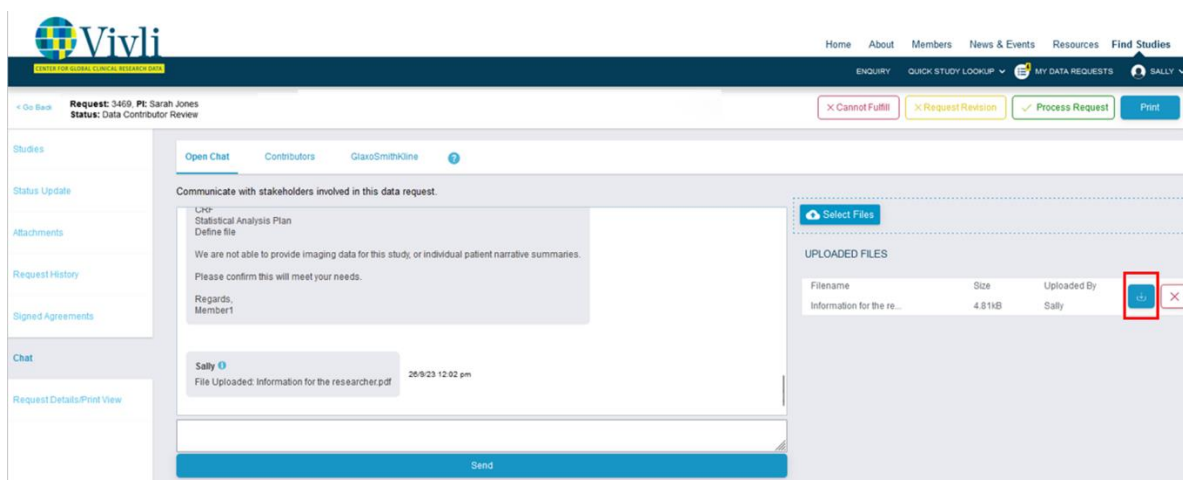 Vivli
CENTER FOR GLOBAL CLINICAL RESEARCH DATA
Home About Members News & Events Resources Find Studies
ENQUIRY QUICK STUDY LOOKUP MY DATA REQUESTS SALLY
< Go Back
Request: 3469, PI: Sarah Jones
Status: Data Contributor Review
× Cannot Fulfill × Request Revision ✓ Process Request Print
Studies
Status Update
Attachments
Request History
Signed Agreements
Chat
Request Details/Print View
Open Chat Contributors GlaxoSmithKline ?
Communicate with stakeholders involved in this data request.
CRF
Statistical Analysis Plan
Define file
We are not able to provide imaging data for this study, or individual patient narrative summaries.
Please confirm this will meet your needs.
Regards,
Member1
Sally
File Uploaded: Information for the researcher.pdf
26/9/23 12:02 pm
Send
Select Files
UPLOADED FILES
Filename Size Uploaded By
Information for the re... 4.81kB Sally